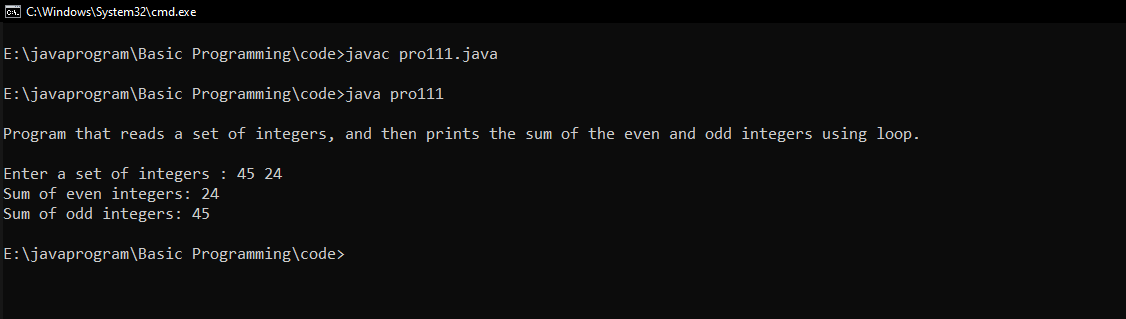 C:\Windows\System32\cmd.exe
E:\javaprogram\Basic Programming\code>javac pro111.java
E:\javaprogram\Basic Programming\code>java pro111
Program that reads a set of integers, and then prints the sum of the even and odd integers using loop.
Enter a set of integers : 45 24
Sum of even integers: 24
Sum of odd integers: 45
E:\javaprogram\Basic Programming\code>